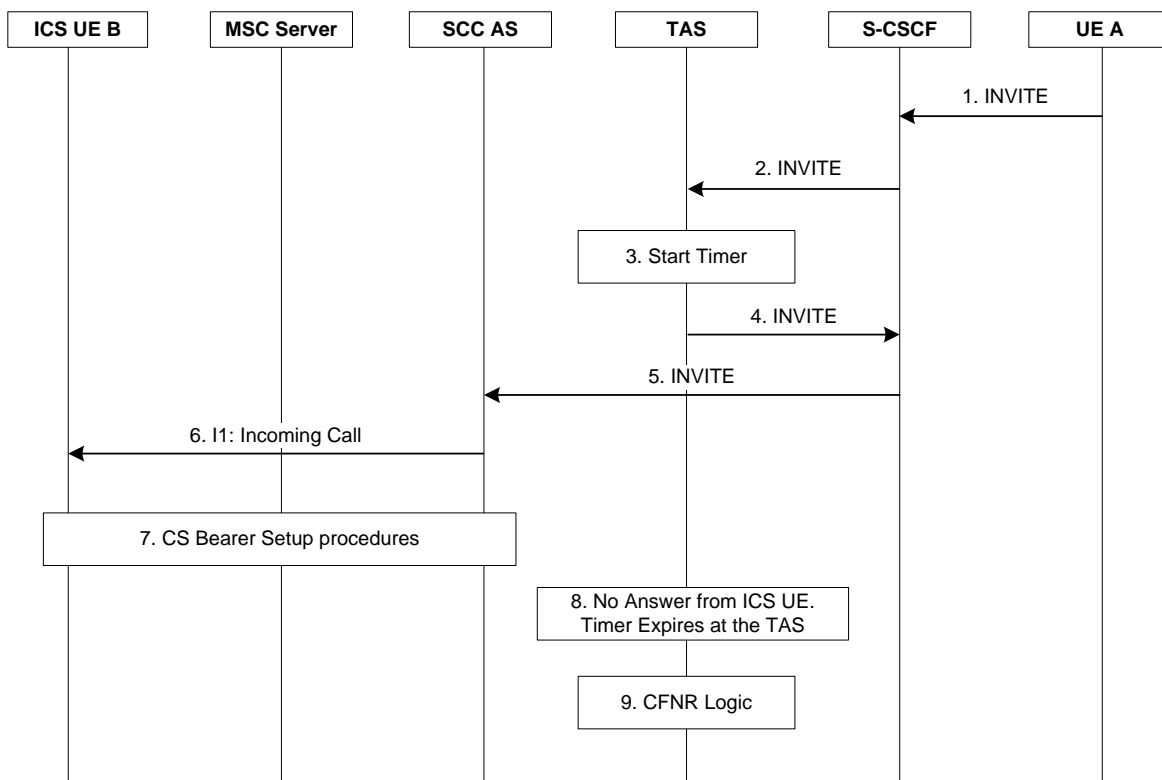 ICS UE B
MSC Server
SCC AS
TAS
S-CSCF
UE A
1. INVITE
2. INVITE
3. Start Timer
4. INVITE
5. INVITE
6. I1: Incoming Call
7. CS Bearer Setup procedures
8. No Answer from ICS UE.
Timer Expires at the TAS
9. CFNR Logic